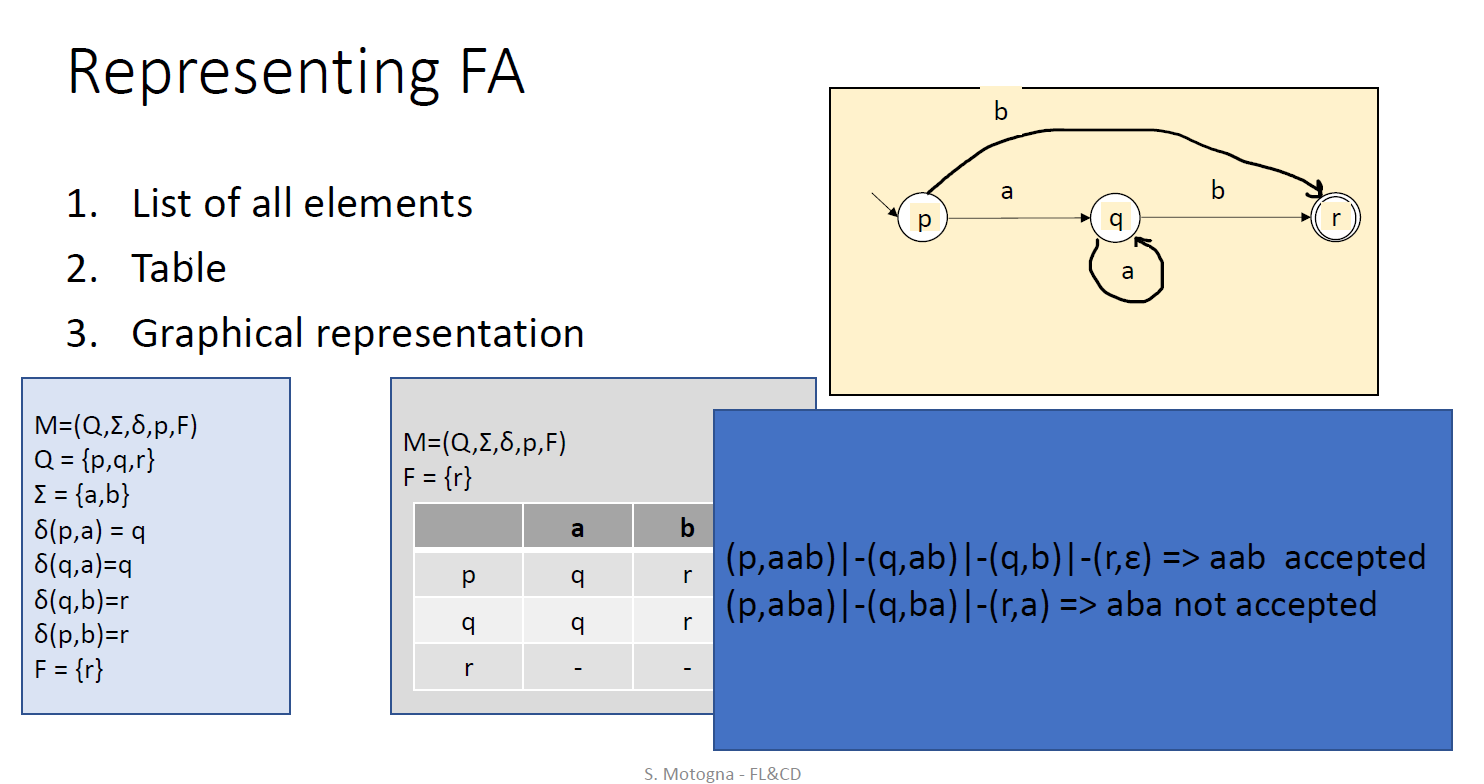 Representing FA
1. List of all elements
2. Table
3. Graphical representation
b
a
b
p
q
r
a
M=(Q,Σ,δ,p,F)
Q = {p,q,r}
Σ = {a,b}
δ(p,a) = q
δ(q,a)=q
δ(q,b)=r
δ(p,b)=r
F = {r}
M=(Q,Σ,δ,p,F)
F = {r}
a b
p q r
q q r
r - -
(p,aab)|-(q,ab)|-(q,b)|-(r,ε) => aab accepted
(p,aba)|-(q,ba)|-(r,a) => aba not accepted
S. Motogna - FL&CD